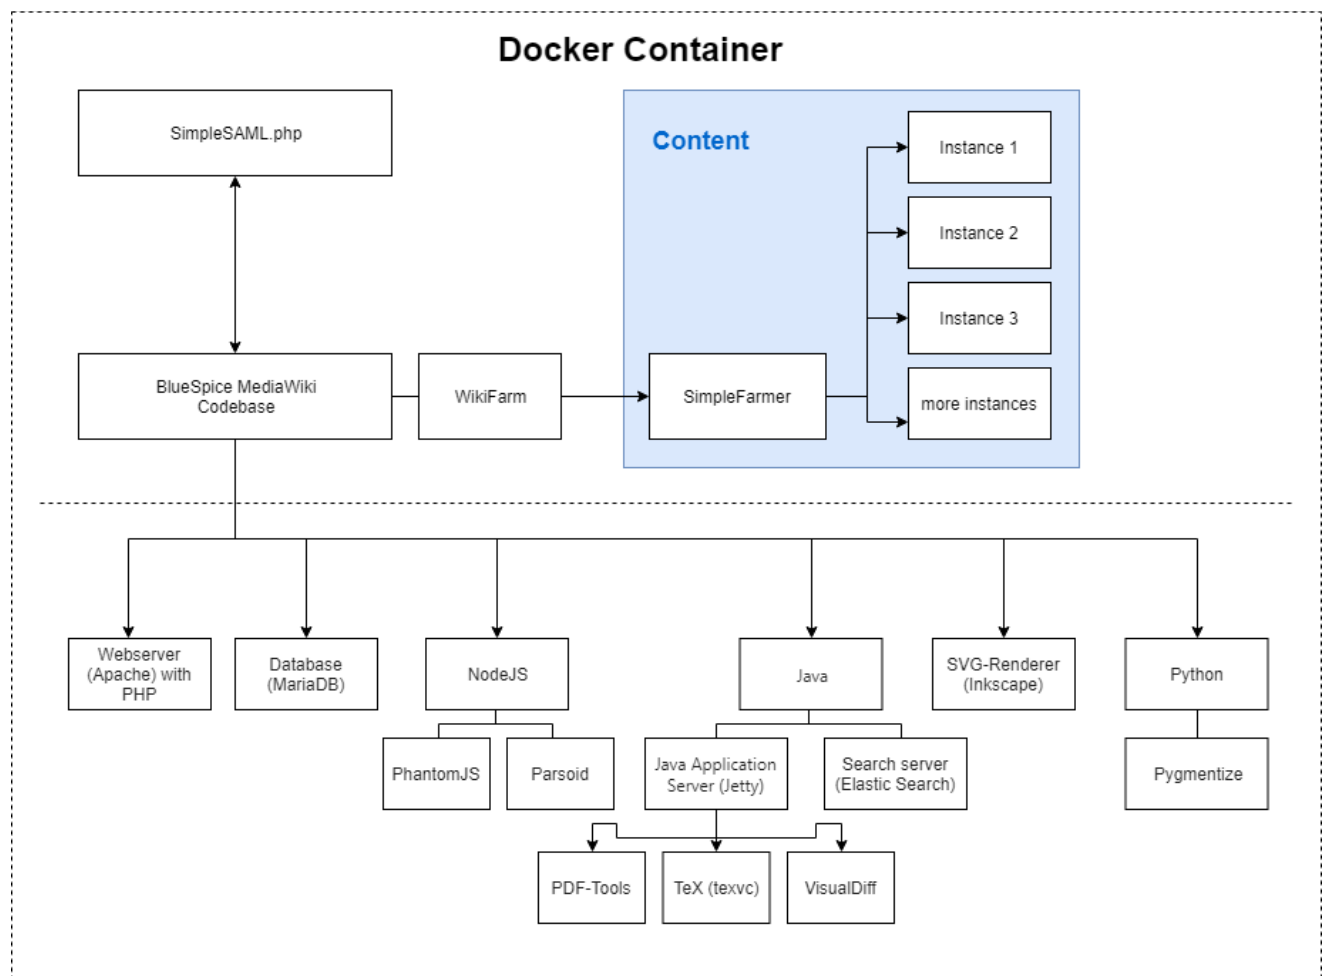 Docker Container
SimpleSAML.php
Content
Instance 1
Instance 2
Instance 3
more instances
BlueSpice MediaWiki
Codebase
WikiFarm
SimpleFarmer
Webserver
(Apache) with
PHP
Database
(MariaDB)
NodeJS
Java
SVG-Renderer
(Inkscape)
Python
PhantomJS
Parsoid
Java Application
Server (Jetty)
Search server
(Elastic Search)
Pygmentize
PDF-Tools
TeX (texvc)
VisualDiff